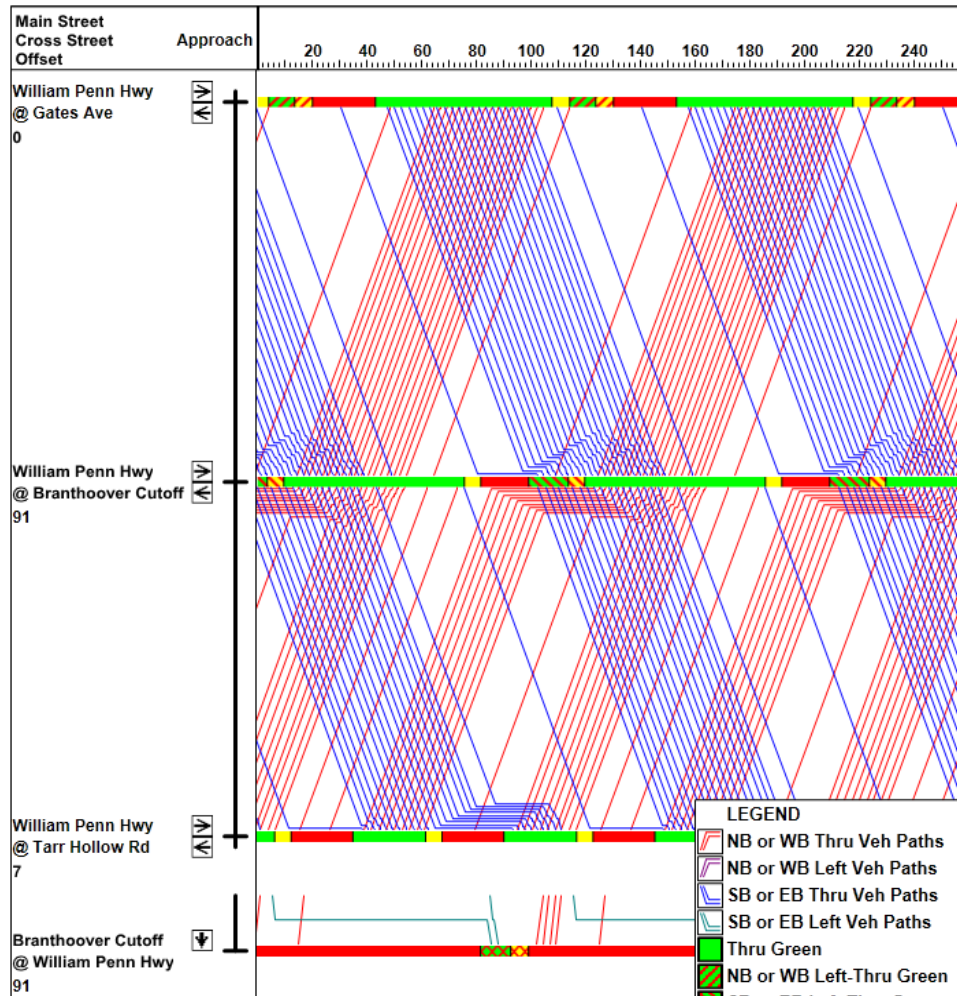 Main Street
Cross Street Approach
Offset
20 40 60 80 100 120 140 160 180 200 220 240
William Penn Hwy
@ Gates Ave
0
William Penn Hwy
@ Branthoover Cutoff
91
William Penn Hwy
@ Tarr Hollow Rd
7
Branthoover Cutoff
@ William Penn Hwy
91
LEGEND
NB or WB Thru Veh Paths
NB or WB Left Veh Paths
SB or EB Thru Veh Paths
SB or EB Left Veh Paths
Thru Green
NB or WB Left-Thru Green